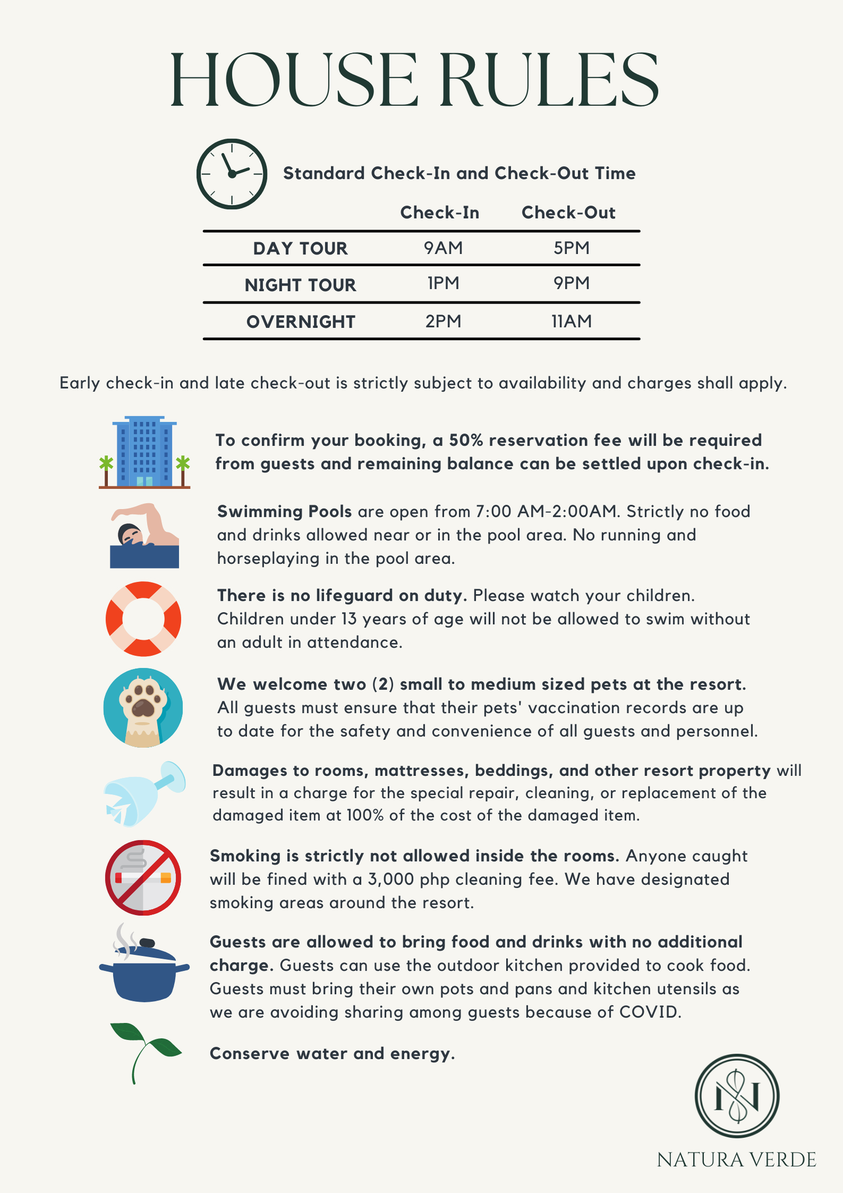 HOUSE RULES
Standard Check-In and Check-Out Time
Check-In Check-Out
DAY TOUR 9AM 5PM
NIGHT TOUR 1PM 9PM
OVERNIGHT 2PM 11AM
Early check-in and late check-out is strictly subject to availability and charges shall apply.
To confirm your booking, a 50% reservation fee will be required
from guests and remaining balance can be settled upon check-in.
Swimming Pools are open from 7:00 AM-2:00AM. Strictly no food
and drinks allowed near or in the pool area. No running and
horseplaying in the pool area.
There is no lifeguard on duty. Please watch your children.
Children under 13 years of age will not be allowed to swim without
an adult in attendance.
We welcome two (2) small to medium sized pets at the resort.
All guests must ensure that their pets' vaccination records are up
to date for the safety and convenience of all guests and personnel.
Damages to rooms, mattresses, beddings, and other resort property will
result in a charge for the special repair, cleaning, or replacement of the
damaged item at 100% of the cost of the damaged item.
Smoking is strictly not allowed inside the rooms. Anyone caught
will be fined with a 3,000 php cleaning fee. We have designated
smoking areas around the resort.
Guests are allowed to bring food and drinks with no additional
charge. Guests can use the outdoor kitchen provided to cook food.
Guests must bring their own pots and pans and kitchen utensils as
we are avoiding sharing among guests because of COVID.
Conserve water and energy.
NATURA VERDE